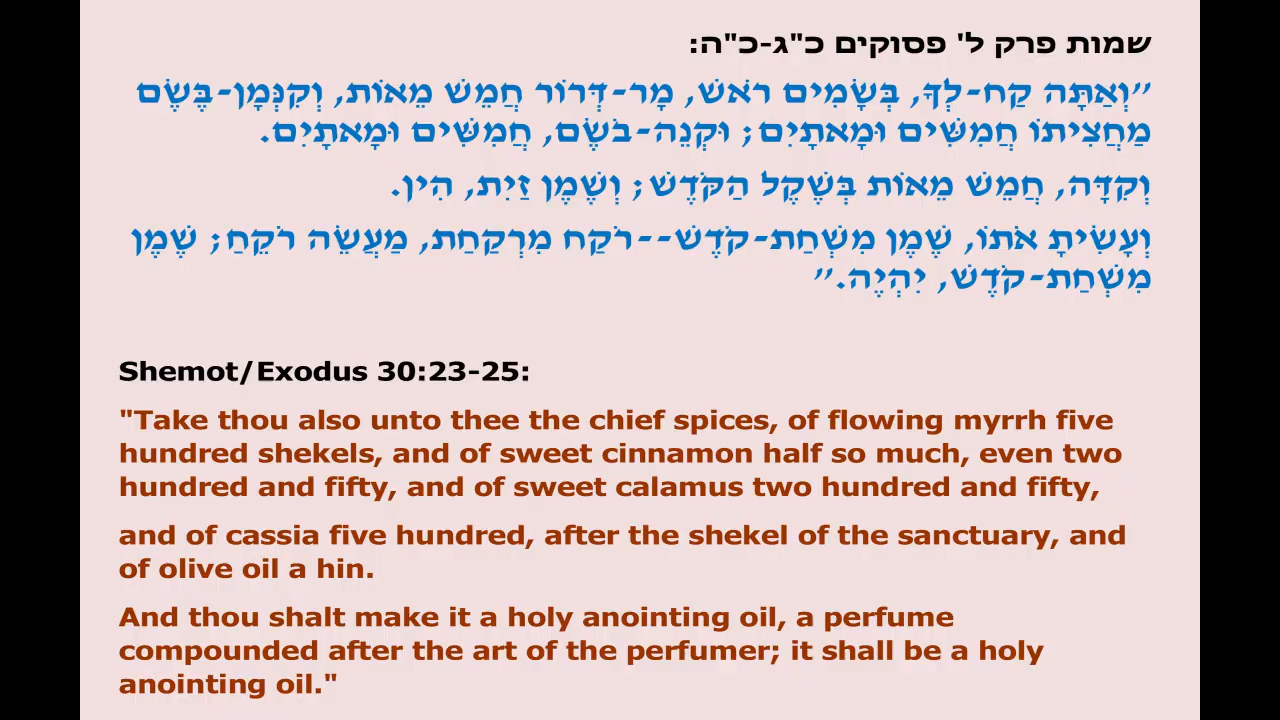 שמות פרק ל' פסוקים כ"ג-כ"ה:
״וְאַתָּה קַח-לְךָ, בְּשָׂמִים רֹאשׁ, מָר-דְּרוֹר חֲמֵשׁ מֵאוֹת, וְקִנְּמָן-בֶּשֶׂם
מַחֲצִיתוֹ חֲמִשִּׁים וּמָאתָיִם; וּקְנֵה-בֹשֶׂם, חֲמִשִּׁים וּמָאתָיִם.
וְקִדָּה, חֲמֵשׁ מֵאוֹת בְּשֶׁקֶל הַקֹּדֶשׁ; וְשֶׁמֶן זַיִת, הִין.
וְעָשִׂיתָ אֹתוֹ, שֶׁמֶן מִשְׁחַת-קֹדֶשׁ--רֹקַח מִרְקַחַת, מַעֲשֵׂה רֹקֵחַ; שֶׁמֶן
מִשְׁחַת-קֹדֶשׁ, יִהְיֶה.״
Shemot/Exodus 30:23-25:
"Take thou also unto thee the chief spices, of flowing myrrh five
hundred shekels, and of sweet cinnamon half so much, even two
hundred and fifty, and of sweet calamus two hundred and fifty,
and of cassia five hundred, after the shekel of the sanctuary, and
of olive oil a hin.
And thou shalt make it a holy anointing oil, a perfume
compounded after the art of the perfumer; it shall be a holy
anointing oil."